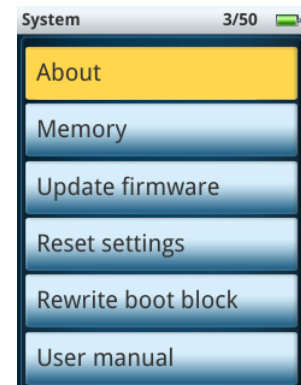 System 3/50
About
Memory
Update firmware
Reset settings
Rewrite boot block
User manual